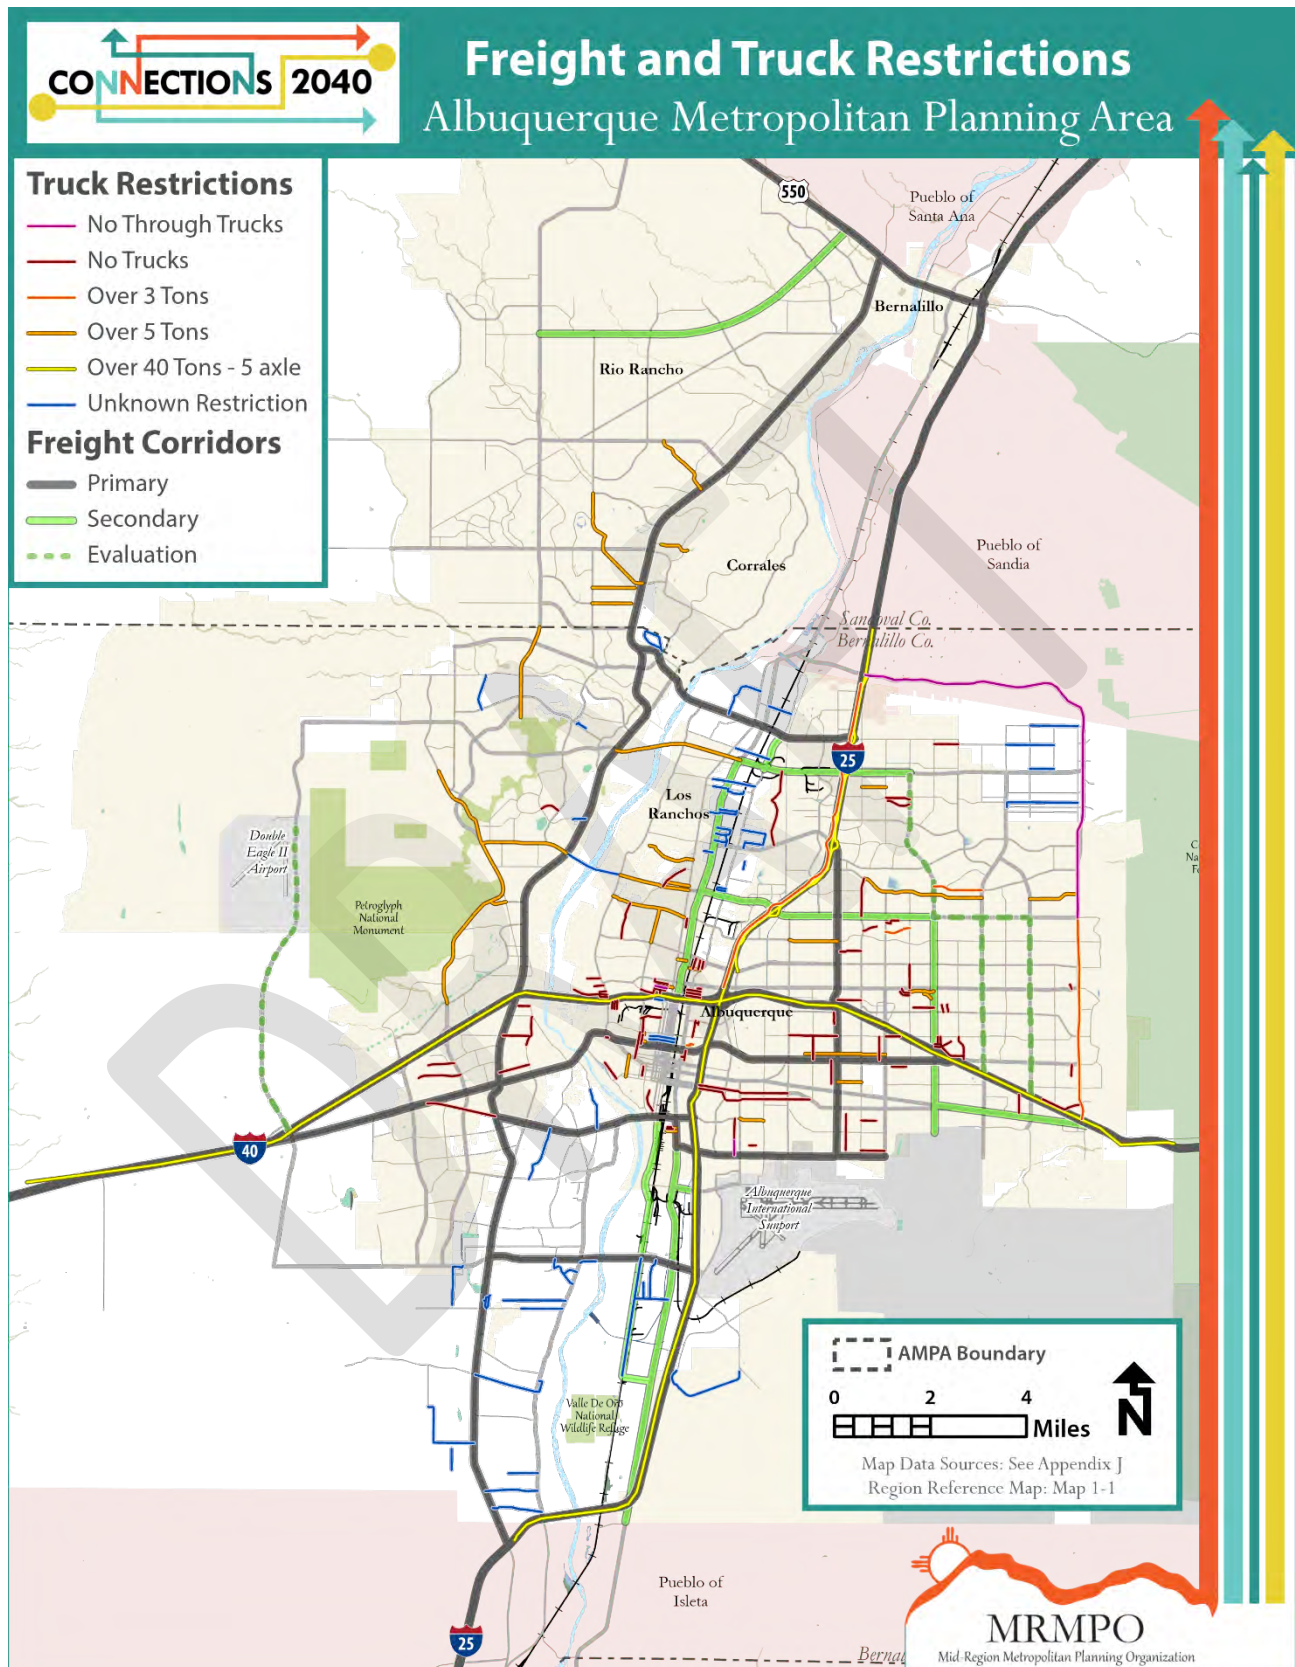 CONNECTIONS 2040
Freight and Truck Restrictions
Albuquerque Metropolitan Planning Area
Truck Restrictions
No Through Trucks
No Trucks
Over 3 Tons
Over 5 Tons
Over 40 Tons - 5 axle
Unknown Restriction
Freight Corridors
Primary
Secondary
Evaluation
550
Pueblo of
Santa Ana
Bernalillo
Rio Rancho
Pueblo of
Sandia
Corrales
Sandoval Co.
Bernalillo Co.
25
Los
Ranchos
Double
Eagle II
Airport
Petroglyph
National
Monument
C
Na
Fo
Albuquerque
40
Albuquerque
International
Sunport
Valle De Oro
National
Wildlife Refuge
AMPA Boundary
0 2 4
Miles
N
Map Data Sources: See Appendix J
Region Reference Map: Map 1-1
Pueblo of
Isleta
25
Bernal
MRMPO
Mid-Region Metropolitan Planning Organization
DRAFT